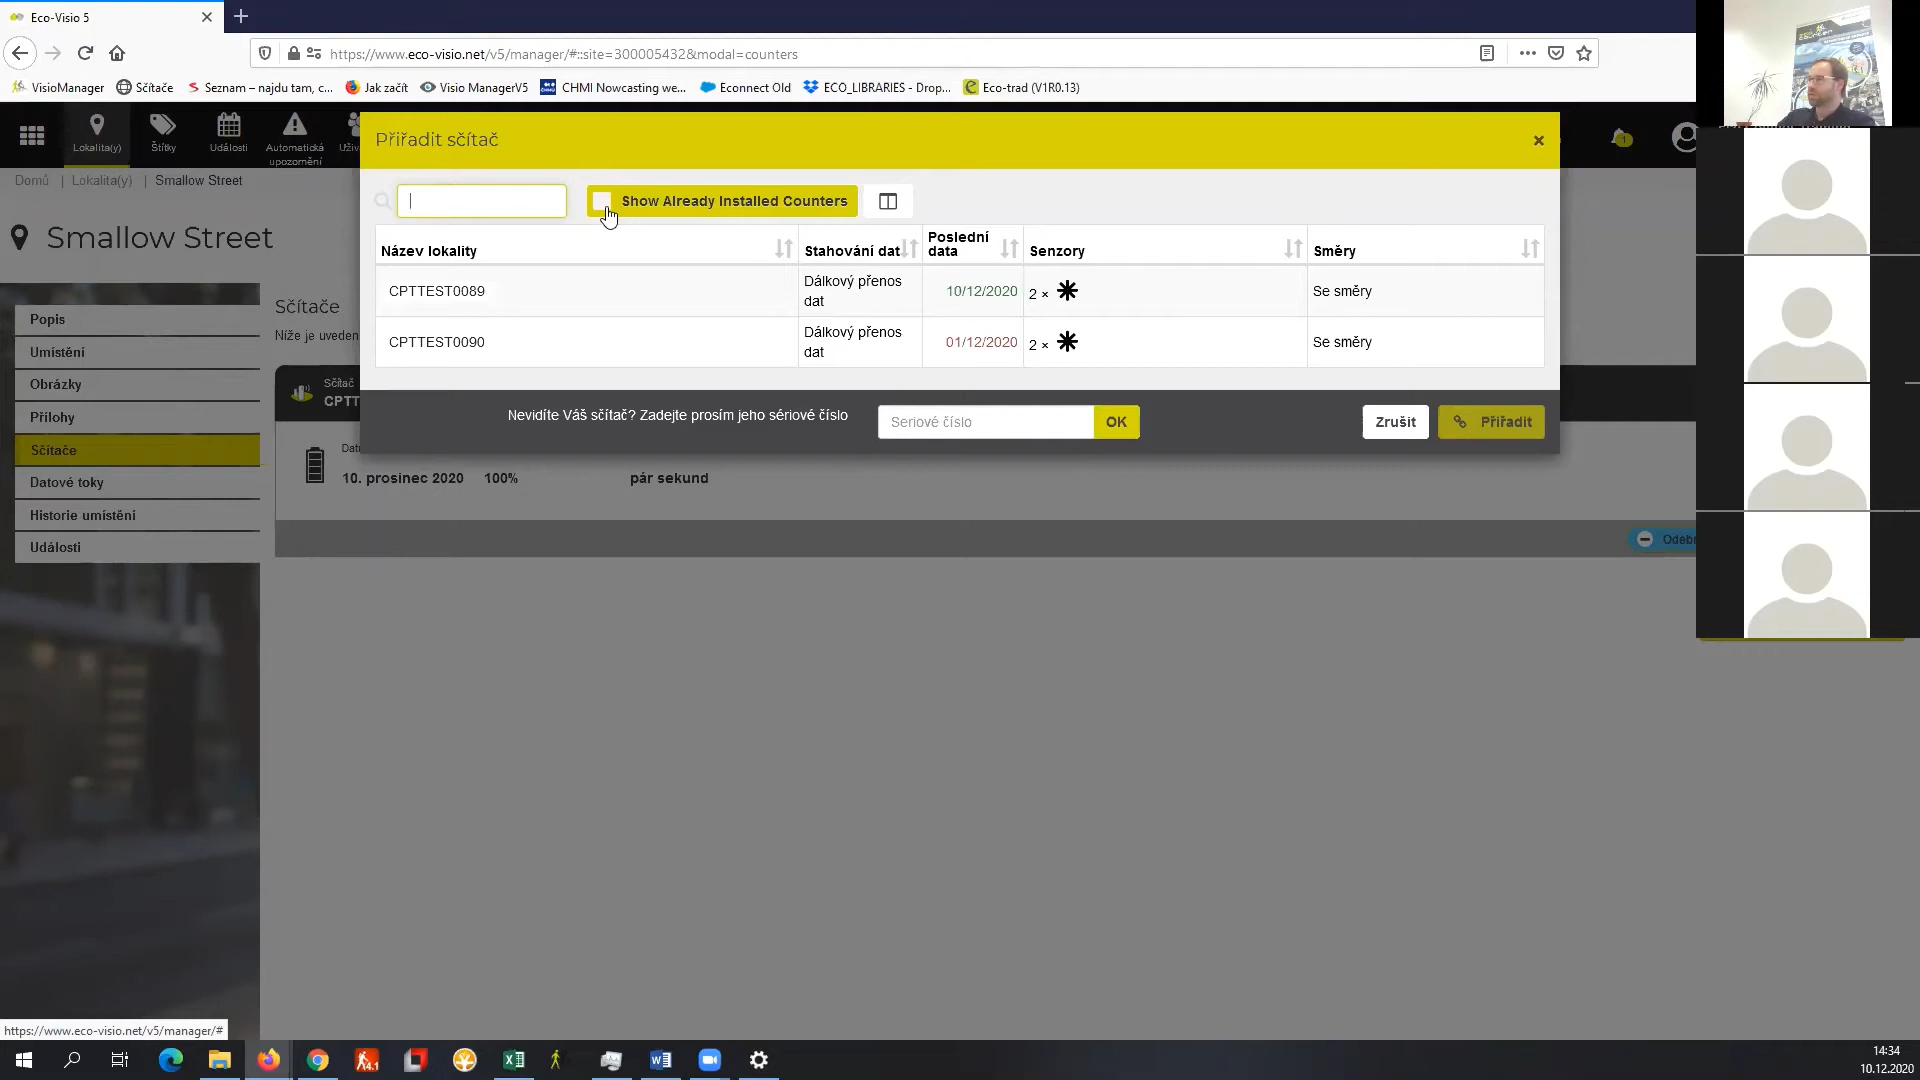 Eco-Visio 5
https://www.eco-visio.net/v5/manager/#::site=300005432&modal=counters
VisioManager
Sčítače
Seznam – najdu tam, c...
Jak začít
Visio ManagerV5
CHMI Nowcasting we...
Econnect Old
ECO_LIBRARIES - Drop...
Eco-trad (V1R0.13)
Lokalita(y)
Štítky
Události
Automatická
upozornění
Přiřadit sčítač
1
Domů | Lokalita(y) | Smallow Street
Smallow Street
Show Already Installed Counters
Název lokality
Stahování dat
Poslední
data
Senzory
Směry
CPTTEST0089
Dálkový přenos
dat
10/12/2020
2 ×
Se směry
CPTTEST0090
Dálkový přenos
dat
01/12/2020
2 ×
Se směry
Nevidíte Váš sčítač? Zadejte prosím jeho sériové číslo
Seriové číslo
OK
Zrušit
Přiřadit
Popis
Umístění
Obrázky
Přílohy
Sčítače
Datové toky
Historie umístění
Události
Sčítače
Níže je uveden
Sčítač
CPTT
10. prosinec 2020
100%
pár sekund
https://www.eco-visio.net/v5/manager/#
14:34
10.12.2020